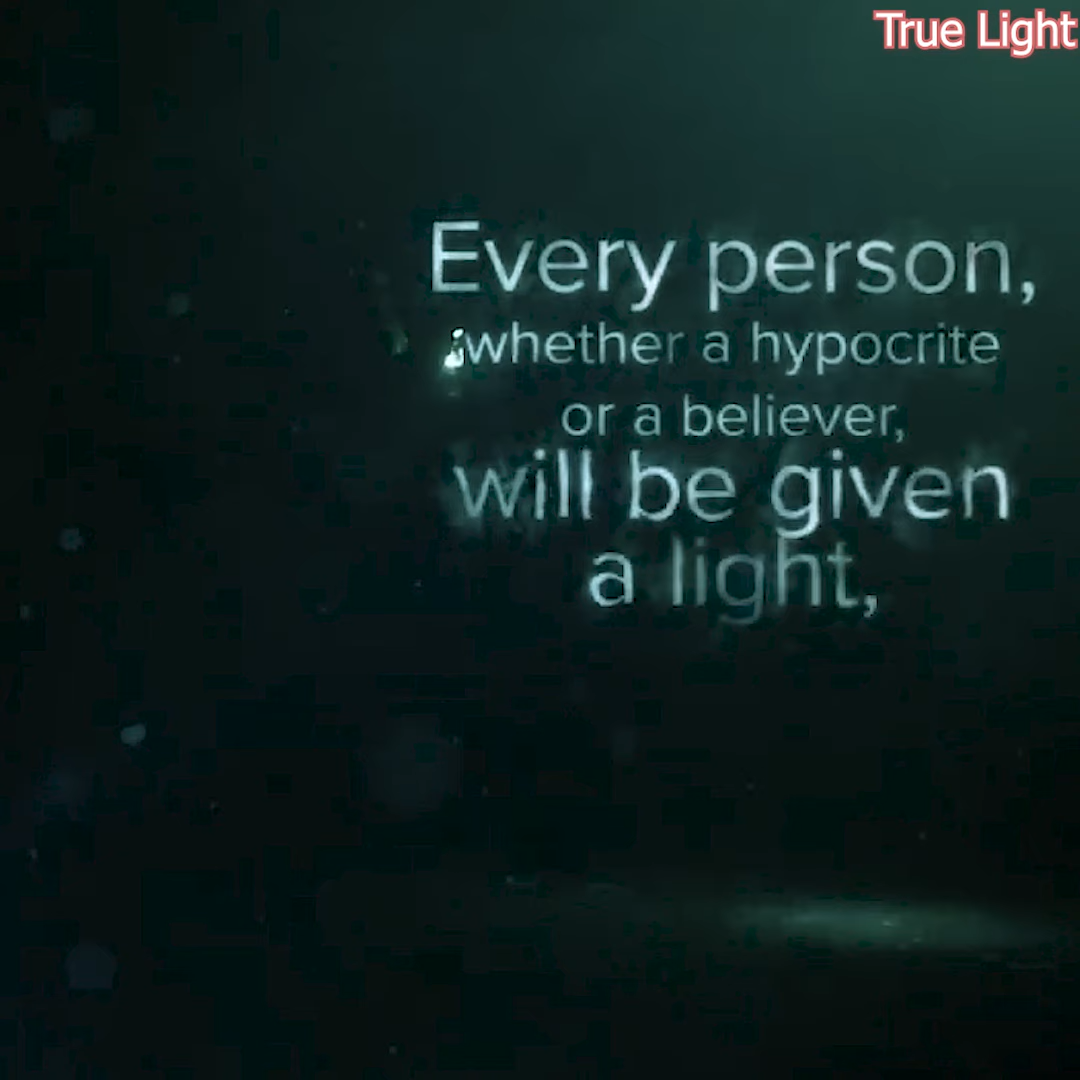 True Light
Every person,
whether a hypocrite
or a believer,
will be given
a light,